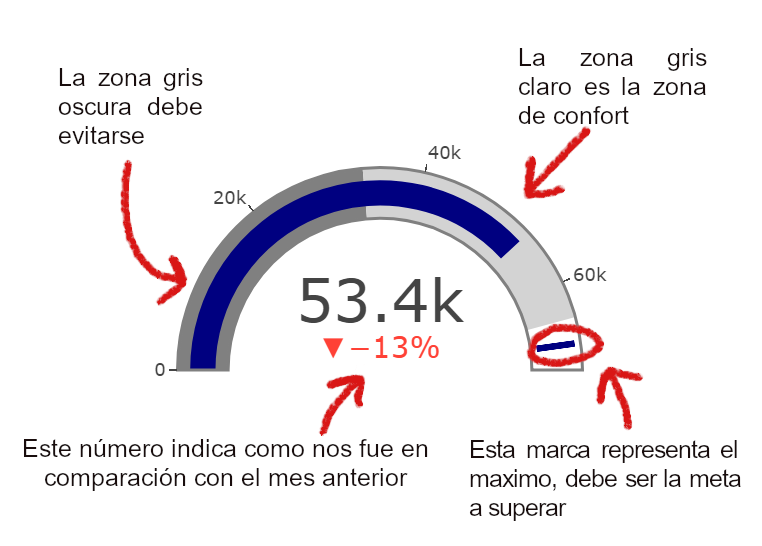 La zona gris
oscura debe
evitarse
La zona gris
claro es la zona
de confort
40k
20k
60k
53.4k
▼−13%
0
Este número indica como nos fue en
comparación con el mes anterior
Esta marca representa el
maximo, debe ser la meta
a superar